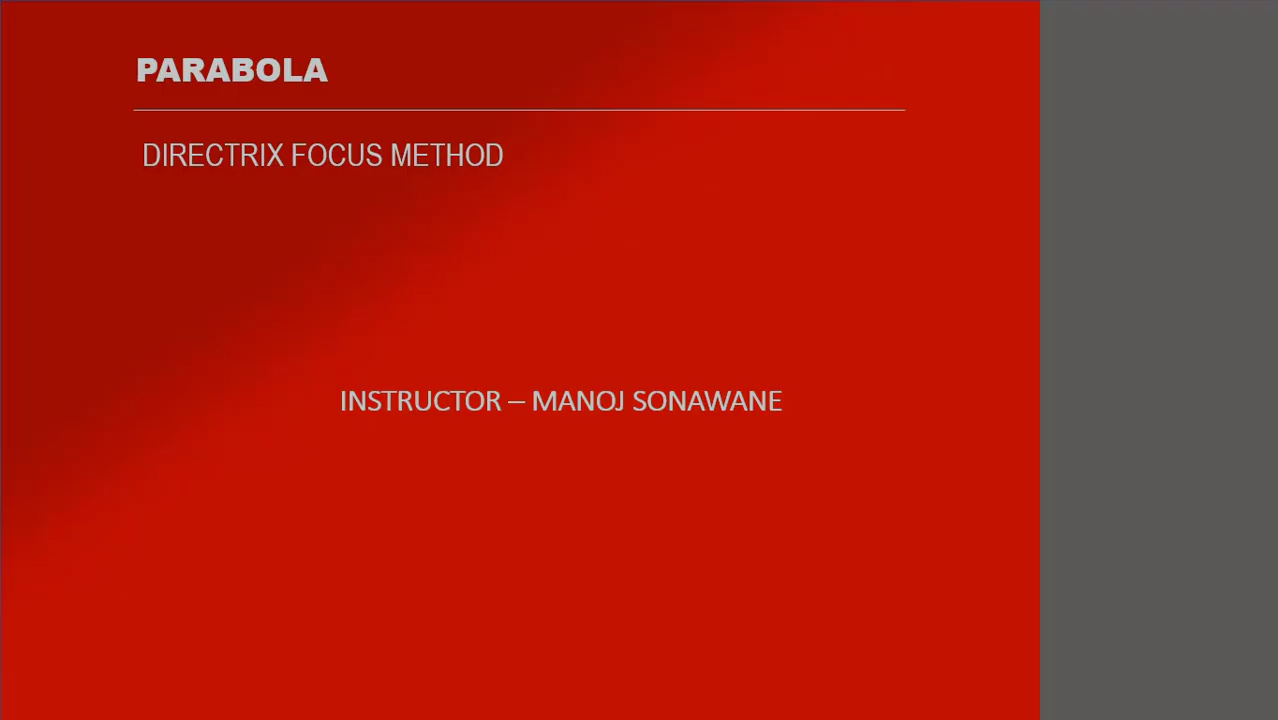 PARABOLA
DIRECTRIX FOCUS METHOD
INSTRUCTOR – MANOJ SONAWANE